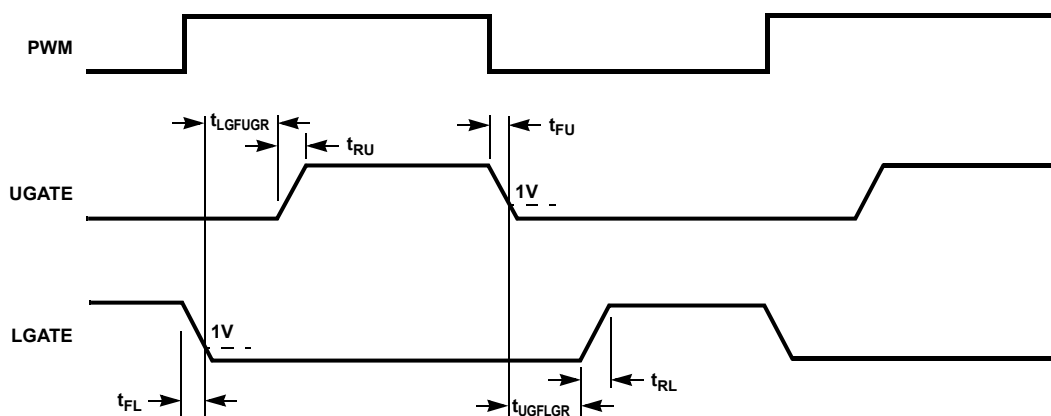 PWM
tLGFUGR
tFU
tRU
UGATE
1V
LGATE
1V
tFL
tRL
tUGFLGR